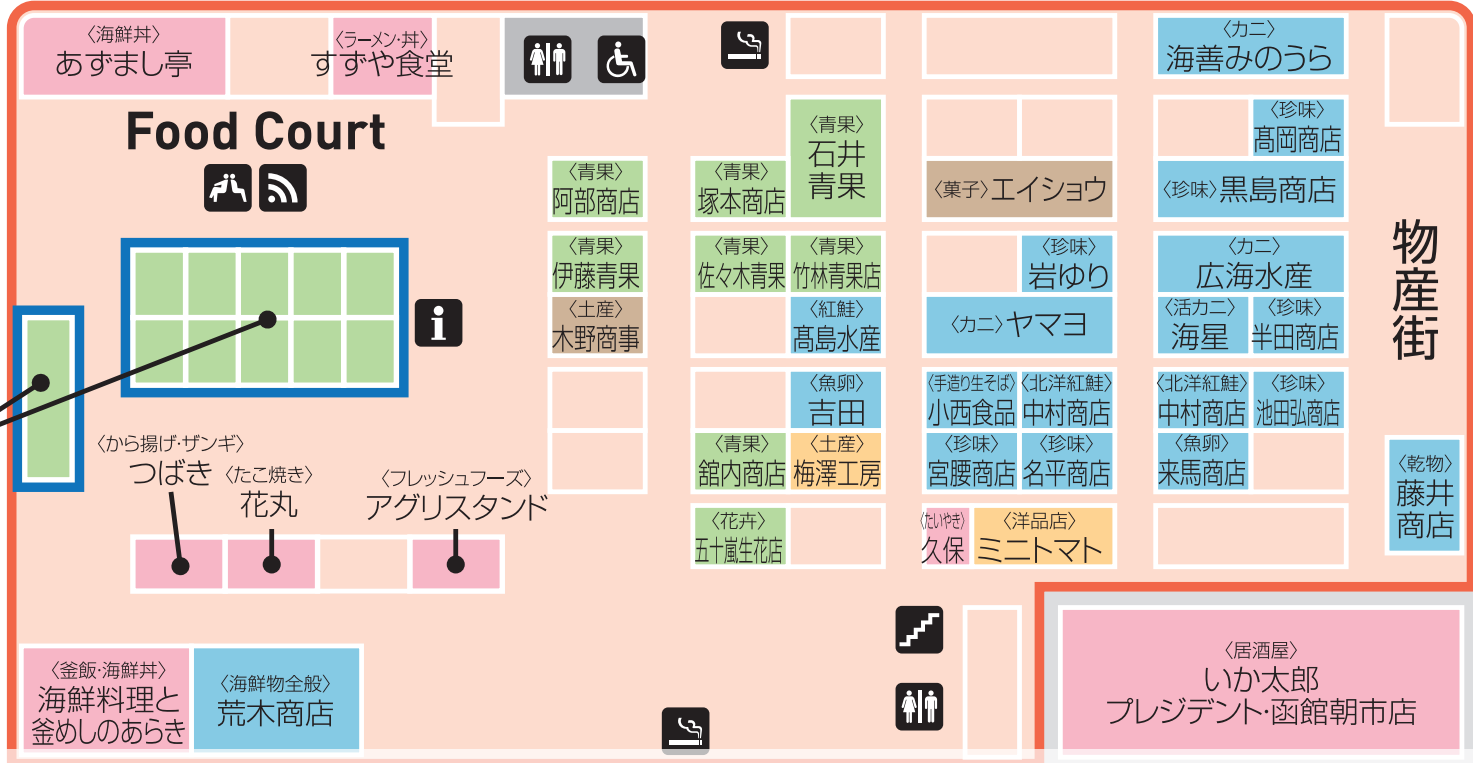 〈海鮮丼〉
あずまし亭
〈ラーメン・丼〉
すずや食堂
Food Court
i
〈から揚げ・ザンギ〉
つばき
〈たこ焼き〉
花丸
〈フレッシュフーズ〉
アグリスタンド
〈釜飯・海鮮丼〉
海鮮料理と
釜めしのあらき
〈海鮮物全般〉
荒木商店
〈青果〉
阿部商店
〈青果〉
伊藤青果
〈土産〉
木野商事
〈青果〉
塚本商店
〈青果〉
石井
青果
〈青果〉
佐々木青果
〈青果〉
竹林青果店
〈紅鮭〉
髙島水産
〈魚卵〉
吉田
〈青果〉
舘内商店
〈土産〉
梅澤工房
〈花卉〉
五十嵐生花店
〈菓子〉エイショウ
〈珍味〉
岩ゆり
〈カニ〉ヤマヨ
〈手造り生そば〉
小西食品
〈北洋紅鮭〉
中村商店
〈珍味〉
宮腰商店
〈珍味〉
名平商店
〈たいやき〉
久保
〈洋品店〉
ミニトマト
〈カニ〉
海善みのうら
〈珍味〉
髙岡商店
〈珍味〉黒島商店
〈カニ〉
広海水産
〈活カニ〉
海星
〈珍味〉
半田商店
〈北洋紅鮭〉
中村商店
〈珍味〉
池田弘商店
〈魚卵〉
来馬商店
物産街
〈乾物〉
藤井
商店
〈居酒屋〉
いか太郎
プレジデント・函館朝市店